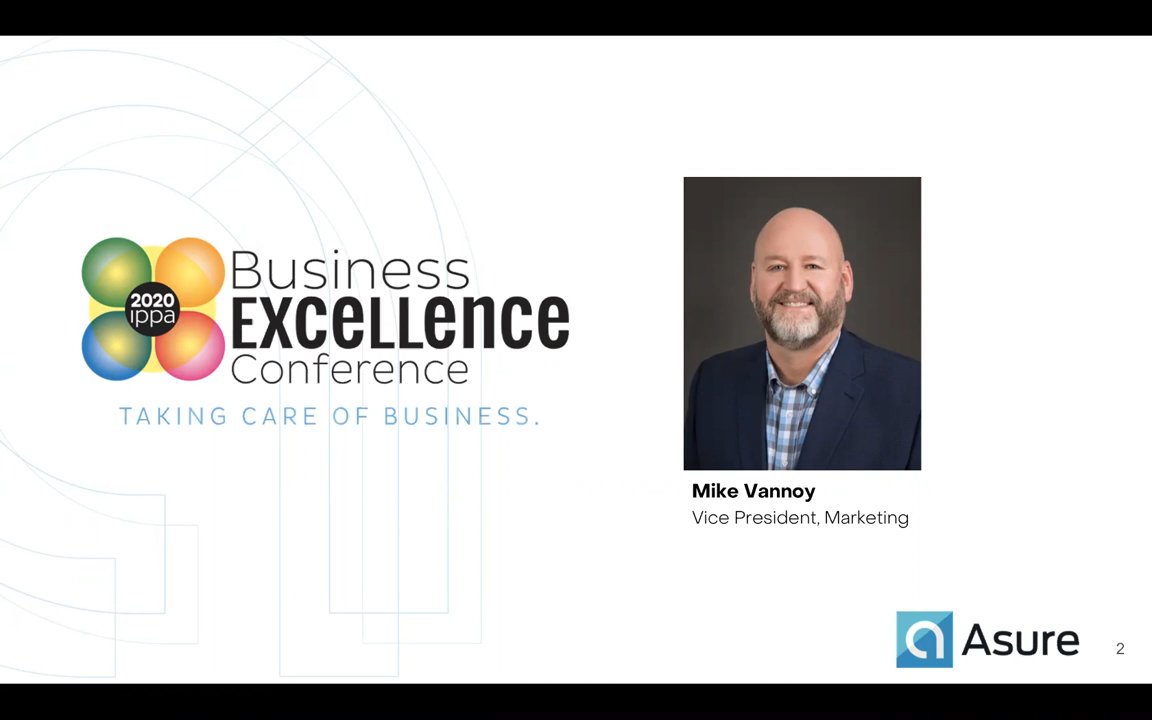 2020
ippa
Business
EXCELLENCE
Conference
TAKING CARE OF BUSINESS.
Mike Vannoy
Vice President, Marketing
Asure
2